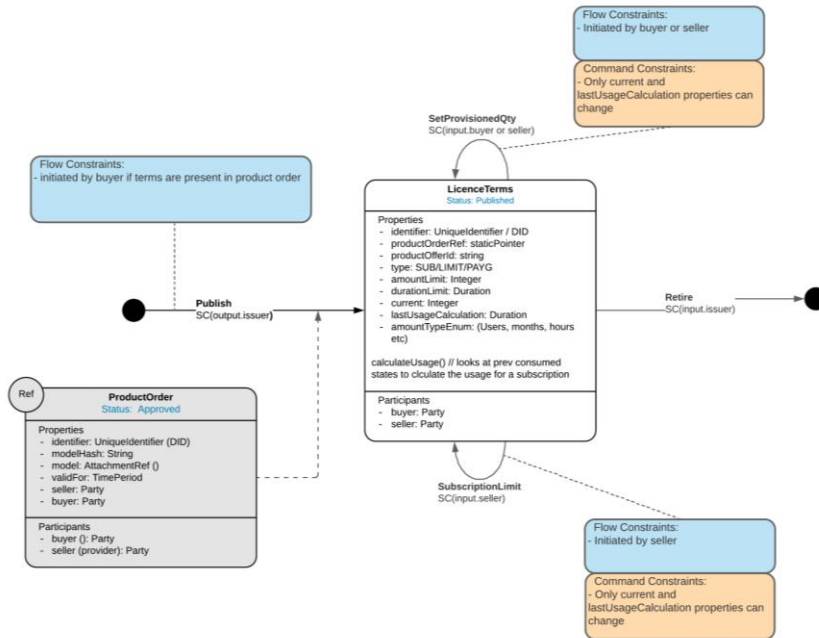 Flow Constraints:
- Initiated by buyer or seller
Command Constraints:
- Only current and
lastUsageCalculation properties can
change
SetProvisionedQty
SC(input.buyer or seller)
Flow Constraints:
- initiated by buyer if terms are present in product order
LicenceTerms
Status: Published
Properties
- identifier: UniqueIdentifier / DID
- productOrderRef: staticPointer
- productOfferId: string
- type: SUB/LIMIT/PAYG
- amountLimit: Integer
- durationLimit: Duration
- current: Integer
- lastUsageCalculation: Duration
- amountTypeEnum: (Users, months, hours
etc)
calculateUsage() // looks at prev consumed
states to clculate the usage for a subscription
Participants
- buyer: Party
- seller: Party
Publish
SC(output.issuer)
Retire
SC(input.issuer)
Ref
ProductOrder
Status: Approved
Properties
- identifier: UniqueIdentifier (DID)
- modelHash: String
- model: AttachmentRef ()
- validFor: TimePeriod
- seller: Party
- buyer: Party
Participants
- buyer (): Party
- seller (provider): Party
SubscriptionLimit
SC(input.seller)
Flow Constraints:
- Initiated by seller
Command Constraints:
- Only current and
lastUsageCalculation properties can
change